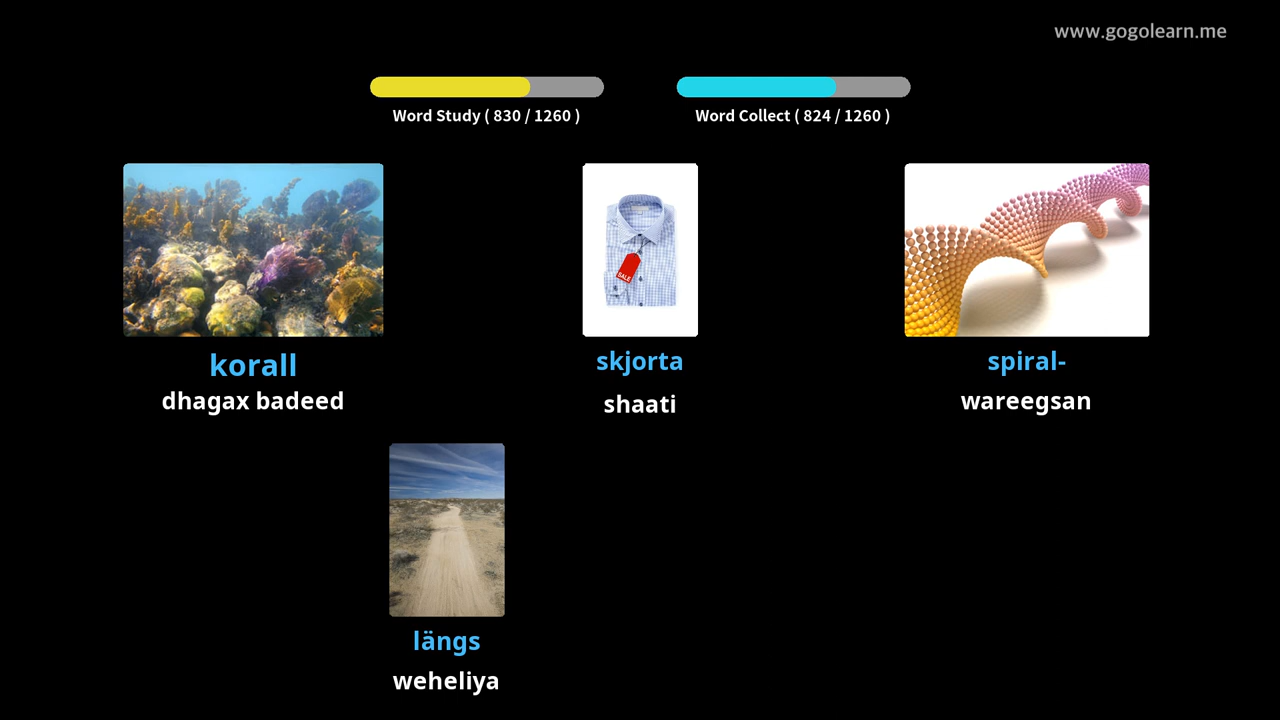 www.gogolearn.me
Word Study ( 830 / 1260 )
Word Collect ( 824 / 1260 )
SALE
korall
dhagax badeed
skjorta
shaati
spiral-
wareegsan
längs
weheliya